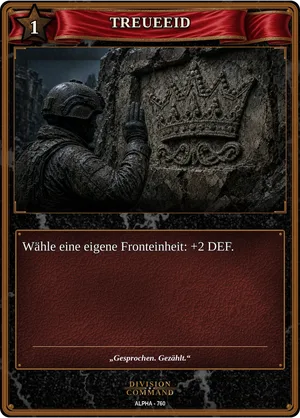 1
TREUEEID
Wähle eine eigene Fronteinheit: +2 DEF.
„Gesprochen. Gezählt.“
DIVISION
COMMAND
ALPHA - 760